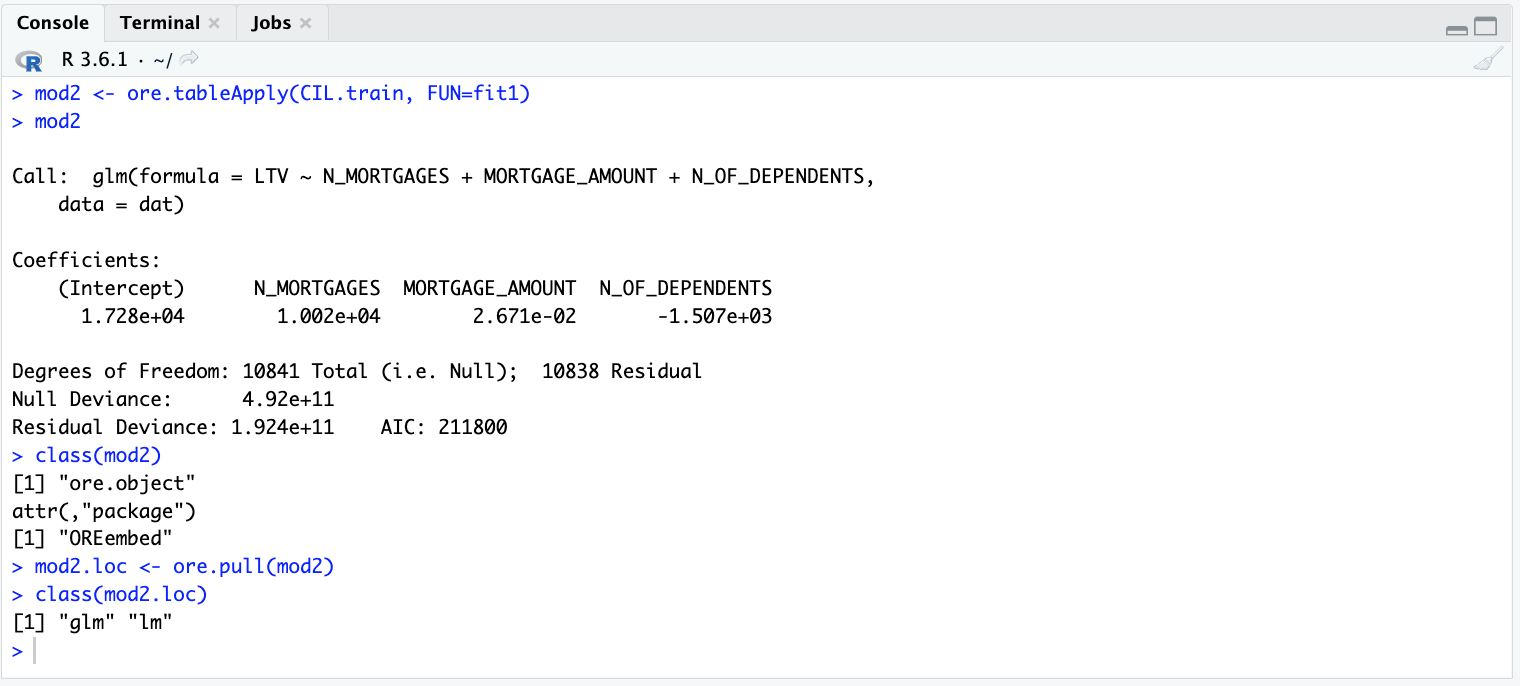 Console Terminal Jobs
R R 3.6.1 · ~/
> mod2 <- ore.tableApply(CIL.train, FUN=fit1)
> mod2
Call:  glm(formula = LTV ~ N_MORTGAGES + MORTGAGE_AMOUNT + N_OF_DEPENDENTS,
    data = dat)
Coefficients:
    (Intercept)      N_MORTGAGES  MORTGAGE_AMOUNT  N_OF_DEPENDENTS
      1.728e+04        1.002e+04        2.671e-02       -1.507e+03
Degrees of Freedom: 10841 Total (i.e. Null);  10838 Residual
Null Deviance:      4.92e+11
Residual Deviance: 1.924e+11    AIC: 211800
> class(mod2)
[1] "ore.object"
attr(,"package")
[1] "OREembed"
> mod2.loc <- ore.pull(mod2)
> class(mod2.loc)
[1] "glm" "lm"
>